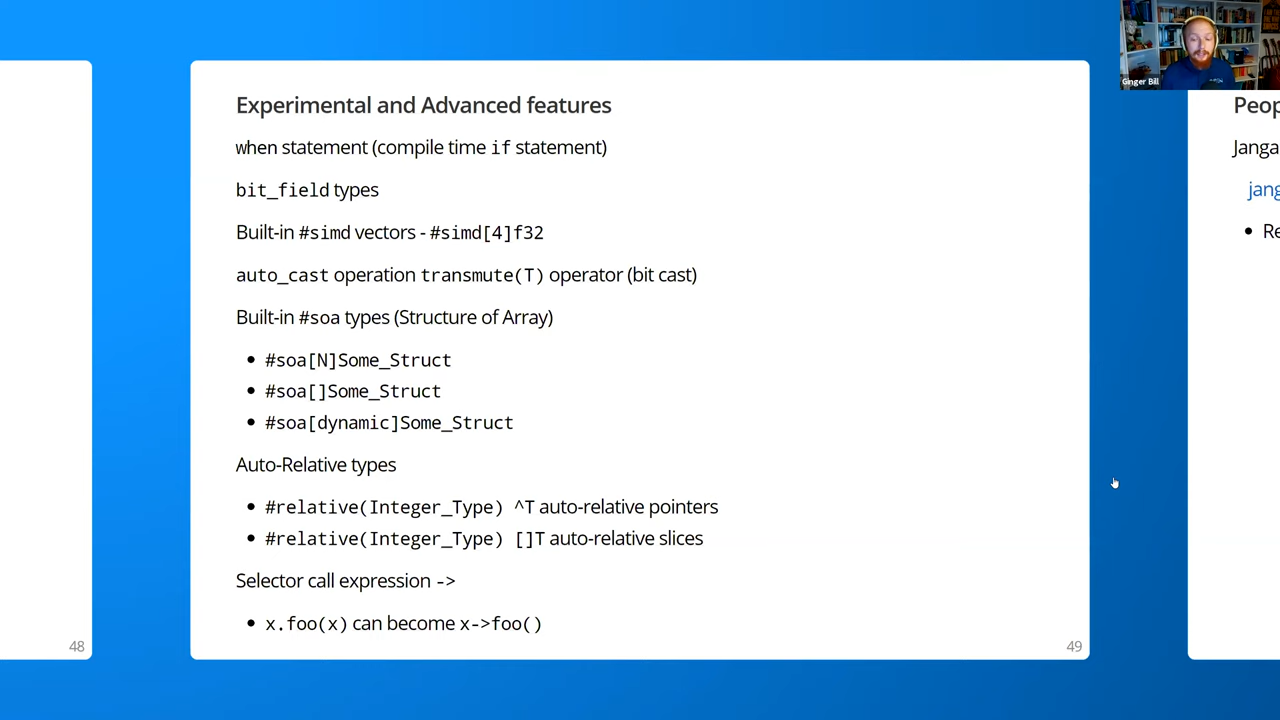 Ginger Bill
Experimental and Advanced features
when statement (compile time if statement)
bit_field types
Built-in #simd vectors - #simd[4]f32
auto_cast operation transmute(T) operator (bit cast)
Built-in #soa types (Structure of Array)
• #soa[N]Some_Struct
• #soa[]Some_Struct
• #soa[dynamic]Some_Struct
Auto-Relative types
• #relative(Integer_Type) ^T auto-relative pointers
• #relative(Integer_Type) []T auto-relative slices
Selector call expression ->
• x.foo(x) can become x->foo()
48
49
Peop
Janga
jang
• Re